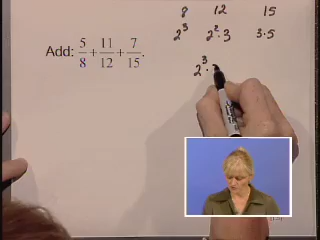 8 12 15
2³ 2²·3 3·5
Add: 5/8 + 11/12 + 7/15.
2³·